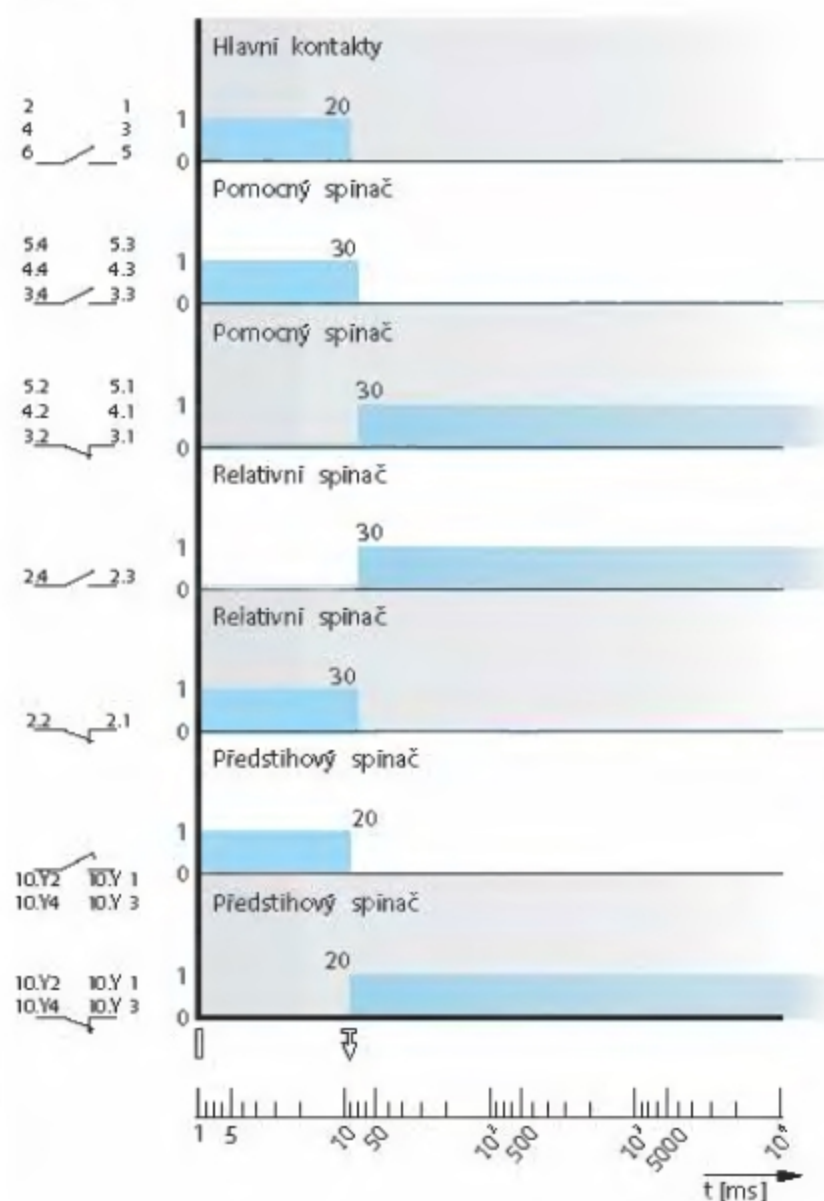 Hlavní kontakty
2 1
4 3
6 5
20
1
0
Pomocný spínač
5.4 5.3
4.4 4.3
3.4 3.3
30
1
0
Pomocný spínač
5.2 5.1
4.2 4.1
3.2 3.1
30
1
0
Relativní spínač
30
1
0
2.4 2.3
Relativní spínač
30
1
0
2.2 2.1
Předstihový spínač
20
1
0
10.Y2 10.Y 1
10.Y4 10.Y 3
Předstihový spínač
20
1
0
10.Y2 10.Y 1
10.Y4 10.Y 3
1 5 10 50 10² 500 10³ 5000 10⁴
t [ms]